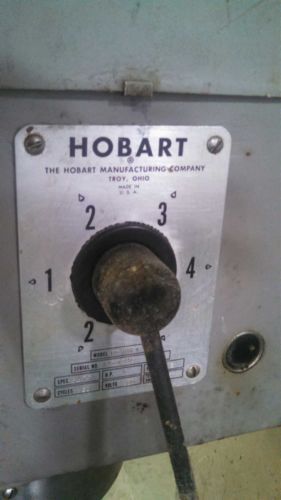 HOBART
®
THE HOBART MANUFACTURING COMPANY
TROY, OHIO
MADE IN
U. S. A.
2 3
1 4
2
MODEL
SERIAL NO
SPEC. H.P.
CYCLES VOLTS